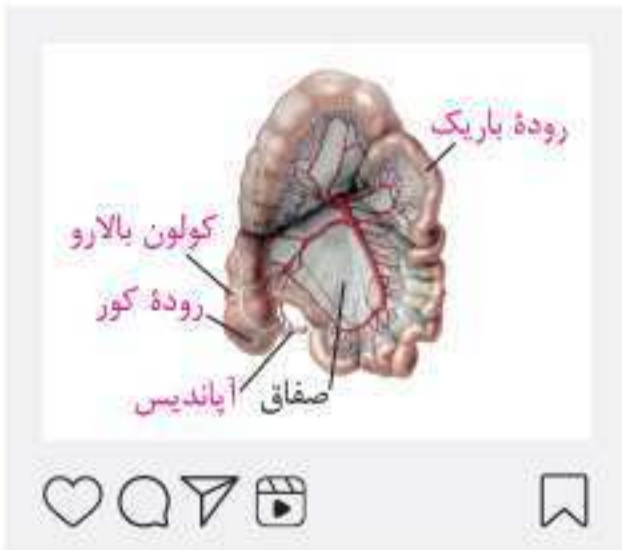 رودهٔ باریک
کولون بالارو
رودهٔ کور
آپاندیس
صفاق